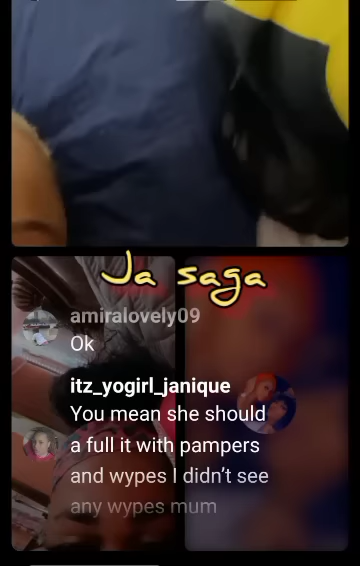 Ja saga
amiralovely09
Ok
itz_yogirl_janique
You mean she should
a full it with pampers
and wypes I didn't see
any wypes mum